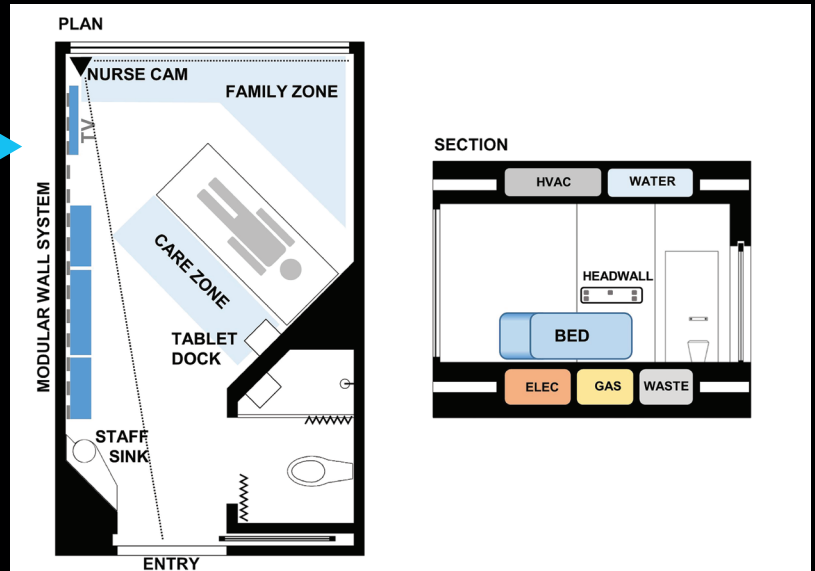 PLAN
NURSE CAM
FAMILY ZONE
TV
MODULAR WALL SYSTEM
CARE ZONE
TABLET
DOCK
STAFF
SINK
ENTRY
SECTION
HVAC
WATER
HEADWALL
BED
ELEC
GAS
WASTE